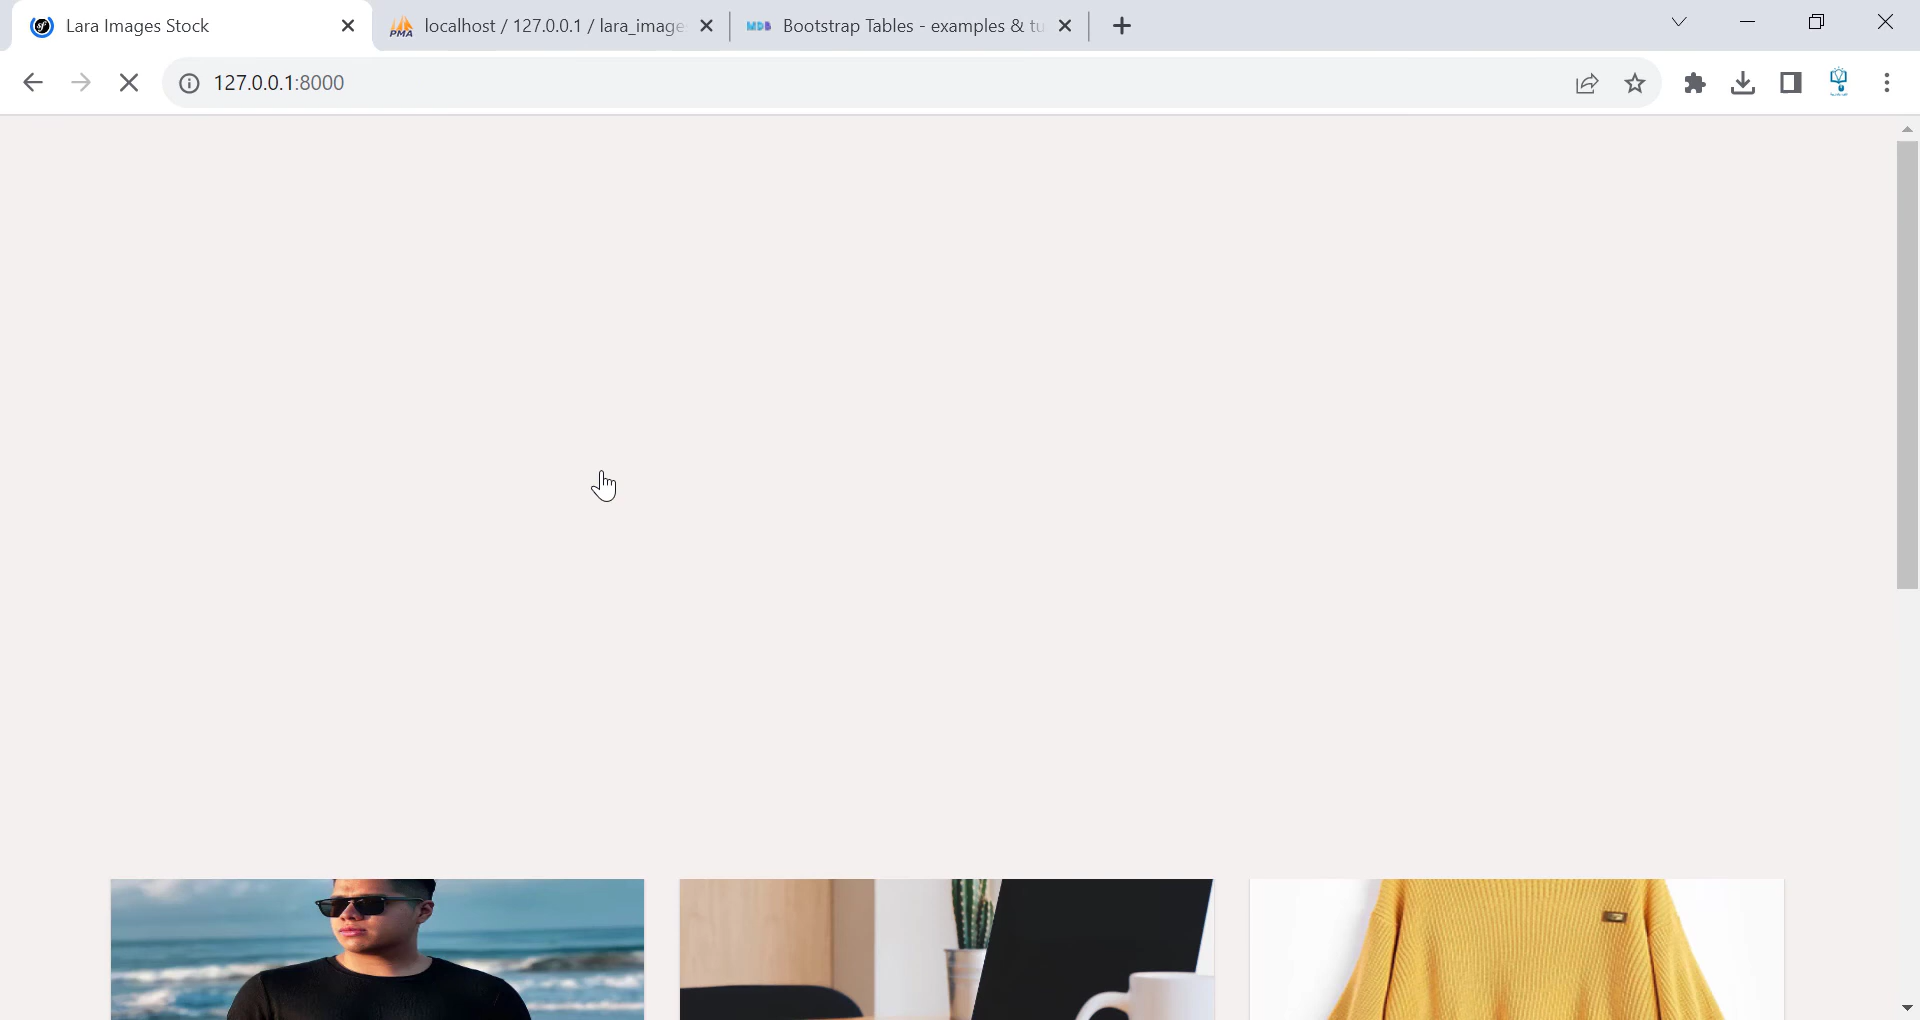 Lara Images Stock
localhost / 127.0.0.1 / lara_image
Bootstrap Tables - examples & tu
127.0.0.1:8000